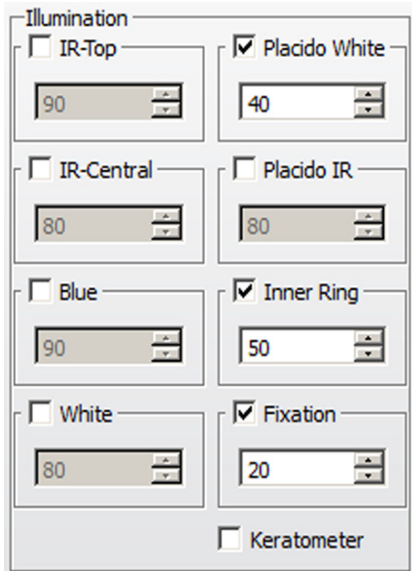 Illumination
IR-Top Placido White
90 40
IR-Central Placido IR
80 80
Blue Inner Ring
90 50
White Fixation
80 20
Keratometer